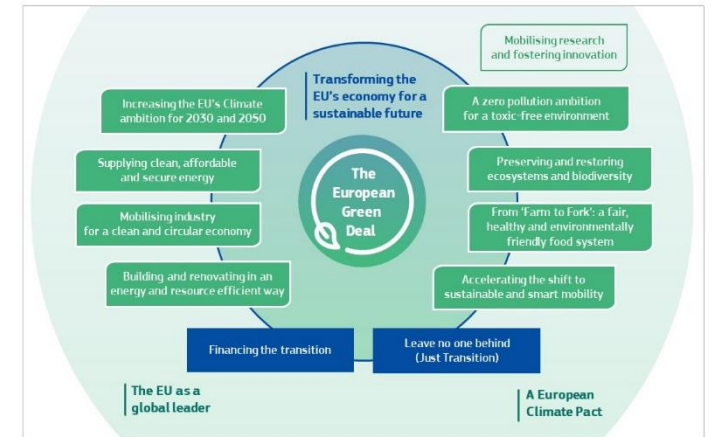 Mobilising research
and fostering innovation
Transforming the
EU's economy for a
sustainable future
Increasing the EU's Climate
ambition for 2030 and 2050
A zero pollution ambition
for a toxic-free environment
Supplying clean, affordable
and secure energy
The
European
Green
Deal
Preserving and restoring
ecosystems and biodiversity
Mobilising industry
for a clean and circular economy
From 'Farm to Fork': a fair,
healthy and environmentally
friendly food system
Building and renovating in an
energy and resource efficient way
Accelerating the shift to
sustainable and smart mobility
Financing the transition
Leave no one behind
(Just Transition)
The EU as a
global leader
A European
Climate Pact